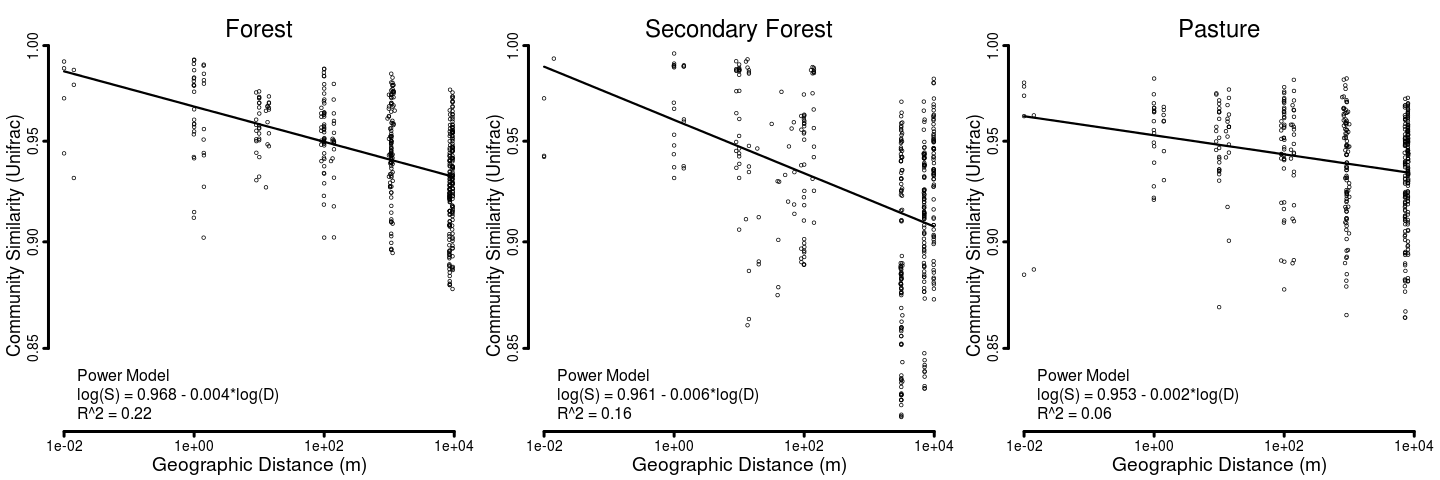 Forest
Community Similarity (Unifrac)
1.00
0.95
0.90
0.85
Power Model
log(S) = 0.968 - 0.004*log(D)
R^2 = 0.22
1e-02 1e+00 1e+02 1e+04
Geographic Distance (m)
Secondary Forest
Community Similarity (Unifrac)
1.00
0.95
0.90
0.85
Power Model
log(S) = 0.961 - 0.006*log(D)
R^2 = 0.16
1e-02 1e+00 1e+02 1e+04
Geographic Distance (m)
Pasture
Community Similarity (Unifrac)
1.00
0.95
0.90
0.85
Power Model
log(S) = 0.953 - 0.002*log(D)
R^2 = 0.06
1e-02 1e+00 1e+02 1e+04
Geographic Distance (m)